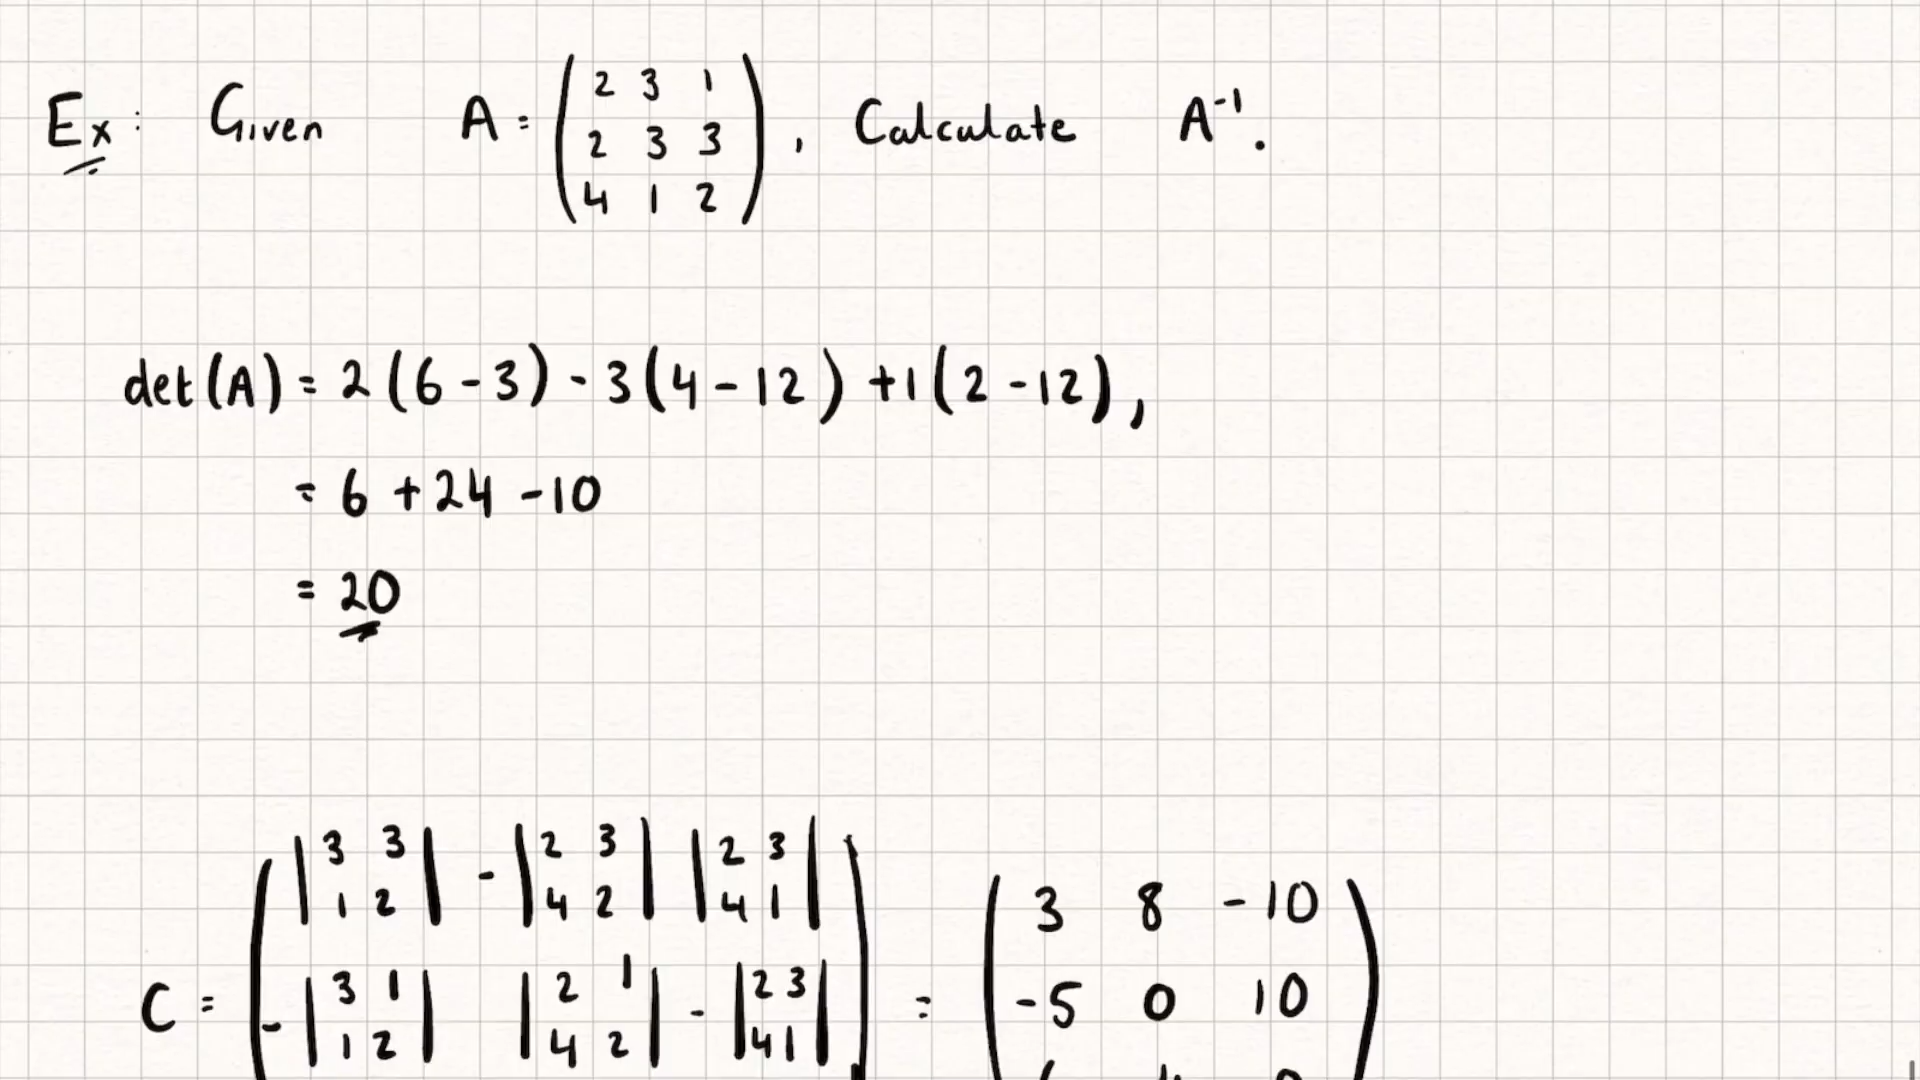 Ex: Given A = ( 2 3 1 / 2 3 3 / 4 1 2 ), Calculate A⁻¹.
det(A) = 2(6-3) - 3(4-12) +1(2-12),
= 6 + 24 - 10
= 20
C = ( |3 3 / 1 2| - |2 3 / 4 2| |2 3 / 4 1| / - |3 1 / 1 2| |2 1 / 4 2| - |2 3 / 4 1| ) = ( 3 8 -10 / -5 0 10 )